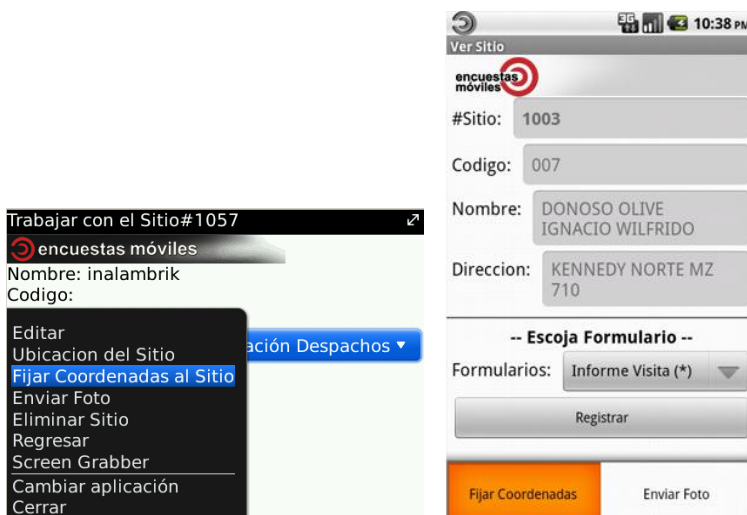 Trabajar con el Sitio#1057
encuestas móviles
Nombre: inalambrik
Codigo:
ación Despachos
Editar
Ubicacion del Sitio
Fijar Coordenadas al Sitio
Enviar Foto
Eliminar Sitio
Regresar
Screen Grabber
Cambiar aplicación
Cerrar
3G 10:38 PM
Ver Sitio
encuestas
móviles
#Sitio: 1003
Codigo: 007
Nombre: DONOSO OLIVE
IGNACIO WILFRIDO
Direccion: KENNEDY NORTE MZ
710
-- Escoja Formulario --
Formularios: Informe Visita (*)
Registrar
Fijar Coordenadas Enviar Foto